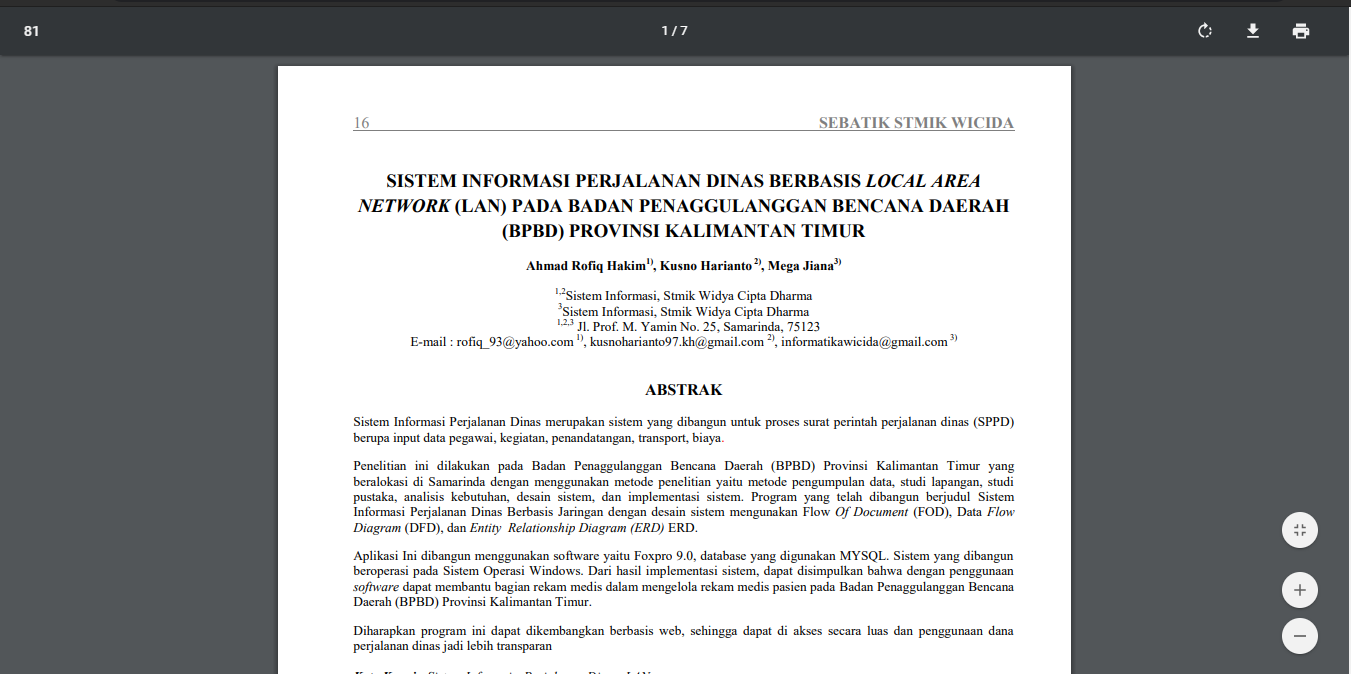 81
1 / 7
16 SEBATIK STMIK WICIDA
SISTEM INFORMASI PERJALANAN DINAS BERBASIS LOCAL AREA
NETWORK (LAN) PADA BADAN PENAGGULANGGAN BENCANA DAERAH
(BPBD) PROVINSI KALIMANTAN TIMUR
Ahmad Rofiq Hakim1), Kusno Harianto 2), Mega Jiana3)
1,2Sistem Informasi, Stmik Widya Cipta Dharma
3Sistem Informasi, Stmik Widya Cipta Dharma
1,2,3 Jl. Prof. M. Yamin No. 25, Samarinda, 75123
E-mail : rofiq_93@yahoo.com 1), kusnoharianto97.kh@gmail.com 2), informatikawicida@gmail.com 3)
ABSTRAK
Sistem Informasi Perjalanan Dinas merupakan sistem yang dibangun untuk proses surat perintah perjalanan dinas (SPPD)
berupa input data pegawai, kegiatan, penandatangan, transport, biaya.
Penelitian ini dilakukan pada Badan Penaggulanggan Bencana Daerah (BPBD) Provinsi Kalimantan Timur yang
beralokasi di Samarinda dengan menggunakan metode penelitian yaitu metode pengumpulan data, studi lapangan, studi
pustaka, analisis kebutuhan, desain sistem, dan implementasi sistem. Program yang telah dibangun berjudul Sistem
Informasi Perjalanan Dinas Berbasis Jaringan dengan desain sistem mengunakan Flow Of Document (FOD), Data Flow
Diagram (DFD), dan Entity Relationship Diagram (ERD) ERD.
Aplikasi Ini dibangun menggunakan software yaitu Foxpro 9.0, database yang digunakan MYSQL. Sistem yang dibangun
beroperasi pada Sistem Operasi Windows. Dari hasil implementasi sistem, dapat disimpulkan bahwa dengan penggunaan
software dapat membantu bagian rekam medis dalam mengelola rekam medis pasien pada Badan Penaggulanggan Bencana
Daerah (BPBD) Provinsi Kalimantan Timur.
Diharapkan program ini dapat dikembangkan berbasis web, sehingga dapat di akses secara luas dan penggunaan dana
perjalanan dinas jadi lebih transparan